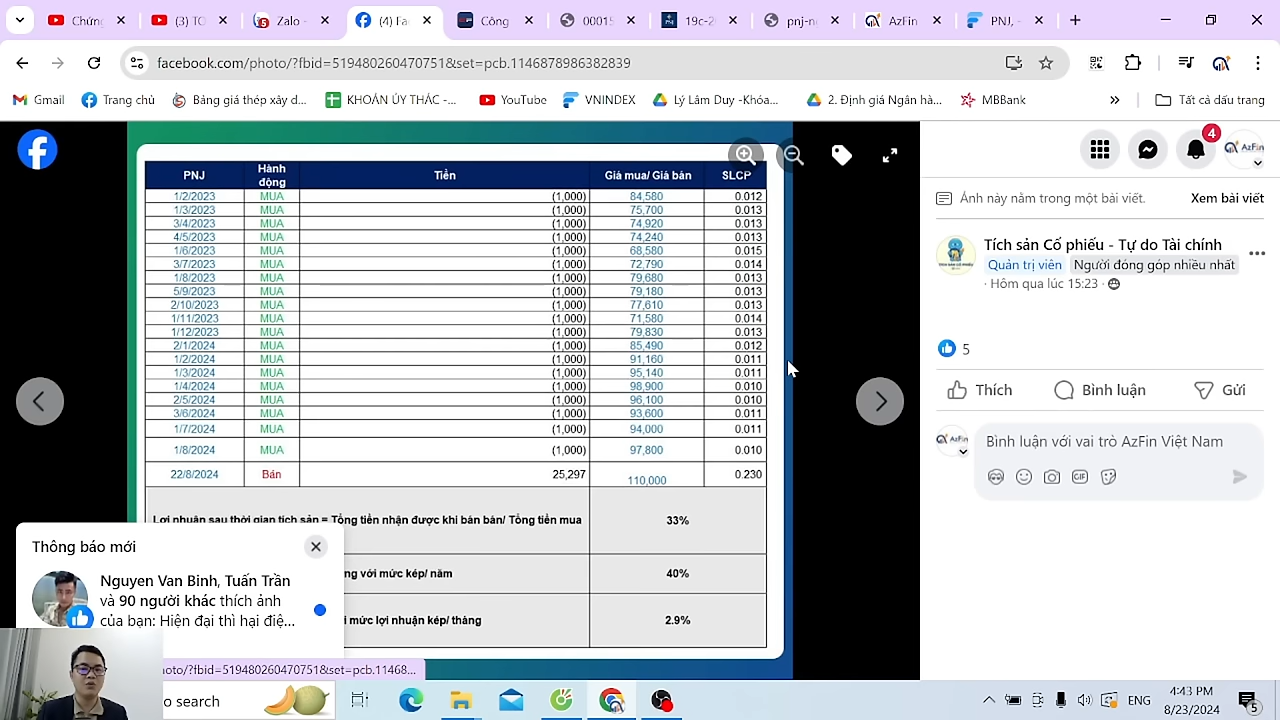 (3) TC
Zalo -
(4) Fa
Công
00015
19c-2
pnj-n
AzFin
PNJ,
facebook.com/photo/?fbid=519480260470751&set=pcb.1146878986382839
Gmail
Trang chủ
Bảng giá thép xây d...
KHOÁN ỦY THÁC -...
YouTube
VNINDEX
Lý Lâm Duy -Khóa...
2. Định giá Ngân hà...
MBBank
Tất cả dấu trang
PNJ Hành động Tiền Giá mua/ Giá bán SLCP
1/2/2023 MUA (1,000) 84,580 0.012
1/3/2023 MUA (1,000) 75,700 0.013
3/4/2023 MUA (1,000) 74,920 0.013
4/5/2023 MUA (1,000) 74,240 0.013
1/6/2023 MUA (1,000) 68,580 0.015
3/7/2023 MUA (1,000) 72,790 0.014
1/8/2023 MUA (1,000) 79,680 0.013
5/9/2023 MUA (1,000) 79,180 0.013
2/10/2023 MUA (1,000) 77,610 0.013
1/11/2023 MUA (1,000) 71,580 0.014
1/12/2023 MUA (1,000) 79,830 0.013
2/1/2024 MUA (1,000) 85,490 0.012
1/2/2024 MUA (1,000) 91,160 0.011
1/3/2024 MUA (1,000) 95,140 0.011
1/4/2024 MUA (1,000) 98,900 0.010
2/5/2024 MUA (1,000) 96,100 0.010
3/6/2024 MUA (1,000) 93,600 0.011
1/7/2024 MUA (1,000) 94,000 0.011
1/8/2024 MUA (1,000) 97,800 0.010
22/8/2024 Bán 25,297 110,000 0.230
Lợi nhuận sau thời gian tích sản = Tổng tiền nhận được khi bán bán/ Tổng tiền mua 33%
ng với mức kép/ năm 40%
i mức lợi nhuận kép/ tháng 2.9%
Thông báo mới
Nguyen Van Binh, Tuấn Trần
và 90 người khác thích ảnh
của bạn: Hiện đại thì hại điệ...
oto/?fbid=519480260470751&set=pcb.11468...
4
AzFin
Ảnh này nằm trong một bài viết.
Xem bài viết
Tích sản Cổ phiếu - Tự do Tài chính
Quản trị viên
Người đóng góp nhiều nhất
· Hôm qua lúc 15:23 ·
5
Thích
Bình luận
Gửi
AzFin
Bình luận với vai trò AzFin Việt Nam
GIF
o search
ENG
4:43 PM
8/23/2024
5